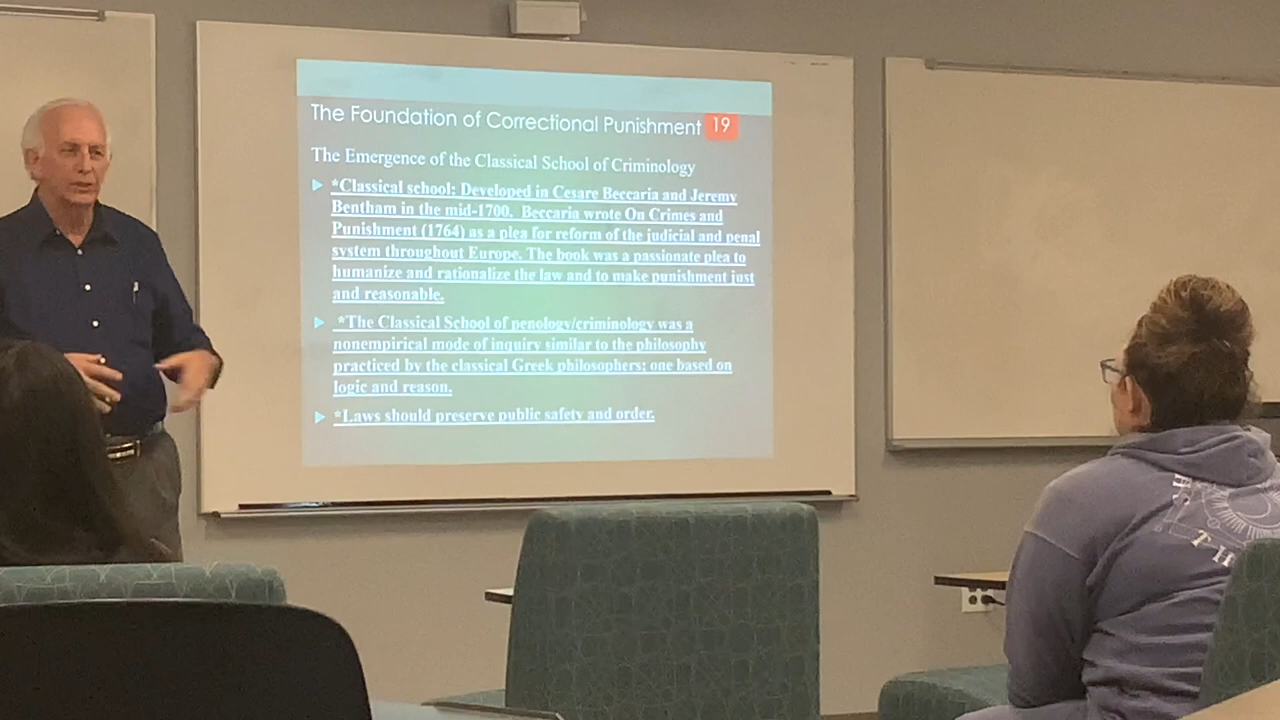 The Foundation of Correctional Punishment 19
The Emergence of the Classical School of Criminology
*Classical school: Developed in Cesare Beccaria and Jeremy
Bentham in the mid-1700. Beccaria wrote On Crimes and
Punishment (1764) as a plea for reform of the judicial and penal
system throughout Europe. The book was a passionate plea to
humanize and rationalize the law and to make punishment just
and reasonable.
*The Classical School of penology/criminology was a
nonempirical mode of inquiry similar to the philosophy
practiced by the classical Greek philosophers; one based on
logic and reason.
*Laws should preserve public safety and order.